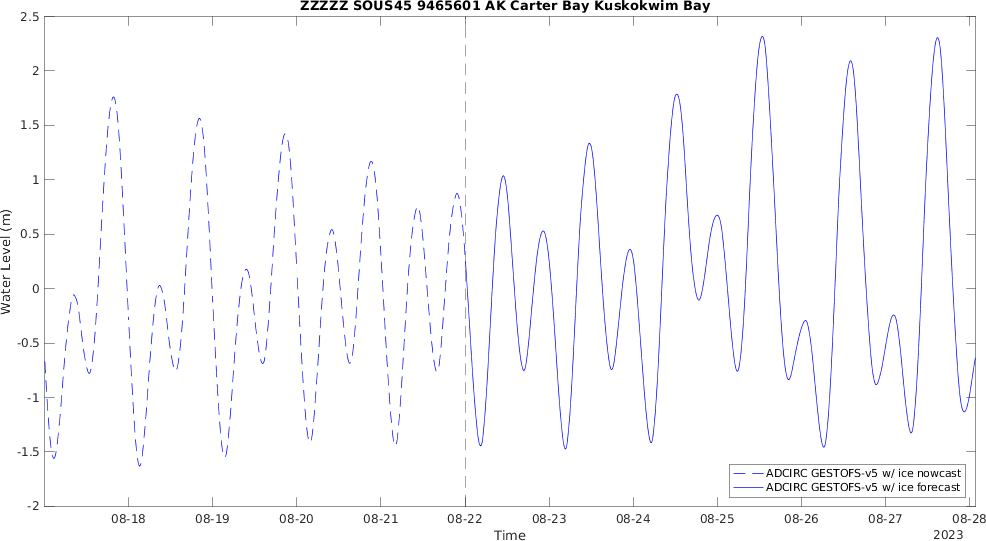 ZZZZZ SOUS45 9465601 AK Carter Bay Kuskokwim Bay
2.5
2
1.5
1
0.5
0
-0.5
-1
-1.5
-2
Water Level (m)
ADCIRC GESTOFS-v5 w/ ice nowcast
ADCIRC GESTOFS-v5 w/ ice forecast
08-18 08-19 08-20 08-21 08-22 08-23 08-24 08-25 08-26 08-27 08-28
Time
2023